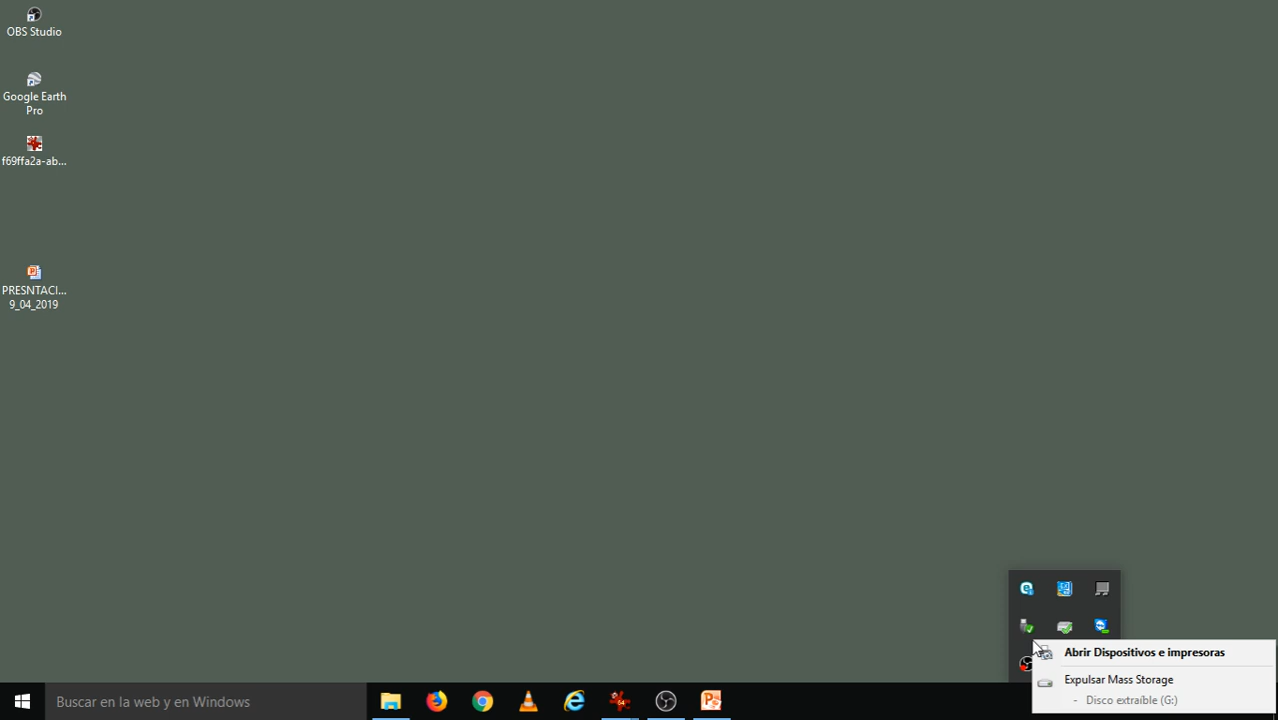 OBS Studio
Google Earth
Pro
f69ffa2a-ab...
PRESNTACI...
9_04_2019
Abrir Dispositivos e impresoras
Expulsar Mass Storage
- Disco extraíble (G:)
Buscar en la web y en Windows